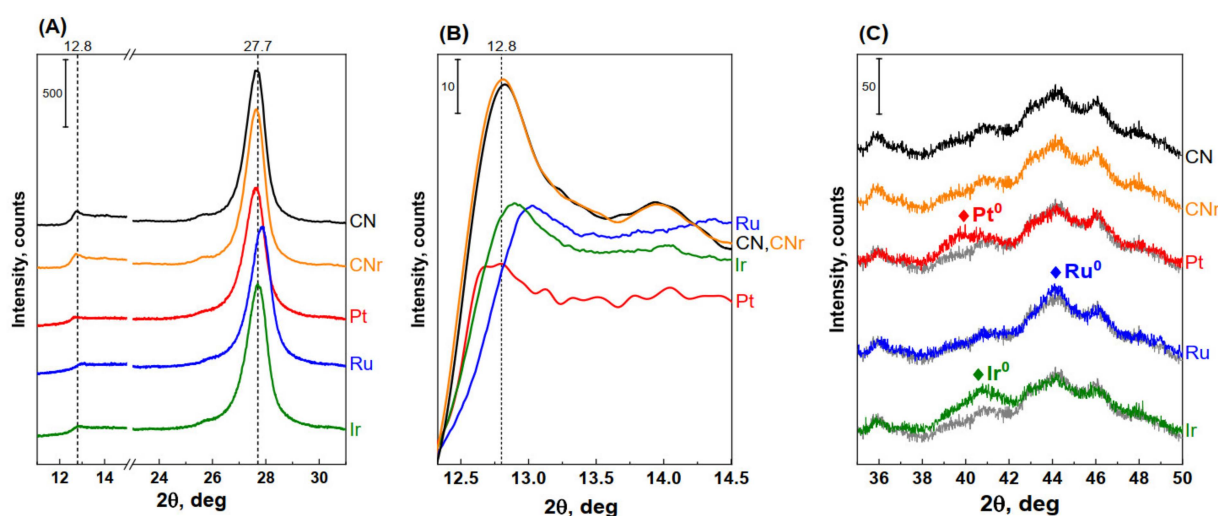 (A)
12.8
27.7
500
CN
CNr
Pt
Ru
Ir
Intensity, counts
12 14 24 26 28 30
2θ, deg
(B)
12.8
10
Ru
CN,CNr
Ir
Pt
Intensity, counts
12.5 13.0 13.5 14.0 14.5
2θ, deg
(C)
50
CN
CNr
Pt⁰
Pt
Ru⁰
Ru
Ir⁰
Ir
Intensity, counts
36 38 40 42 44 46 48 50
2θ, deg